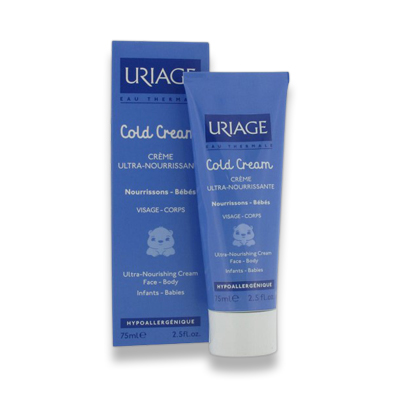 URIAGE
EAU THERMALE
Cold Cream
CRÈME
ULTRA-NOURRISSANTE
Nourrissons - Bébés
VISAGE - CORPS
Ultra-Nourishing Cream
Face - Body
Infants - Babies
HYPOALLERGÉNIQUE
75ml e 2.5fl.oz.
URIAGE
EAU THERMALE
Cold Cream
CRÈME
ULTRA-NOURRISSANTE
Nourrissons - Bébés
VISAGE - CORPS
Ultra-Nourishing Cream
Face - Body
Infants - Babies
HYPOALLERGÉNIQUE
75ml e 2.5fl.oz.